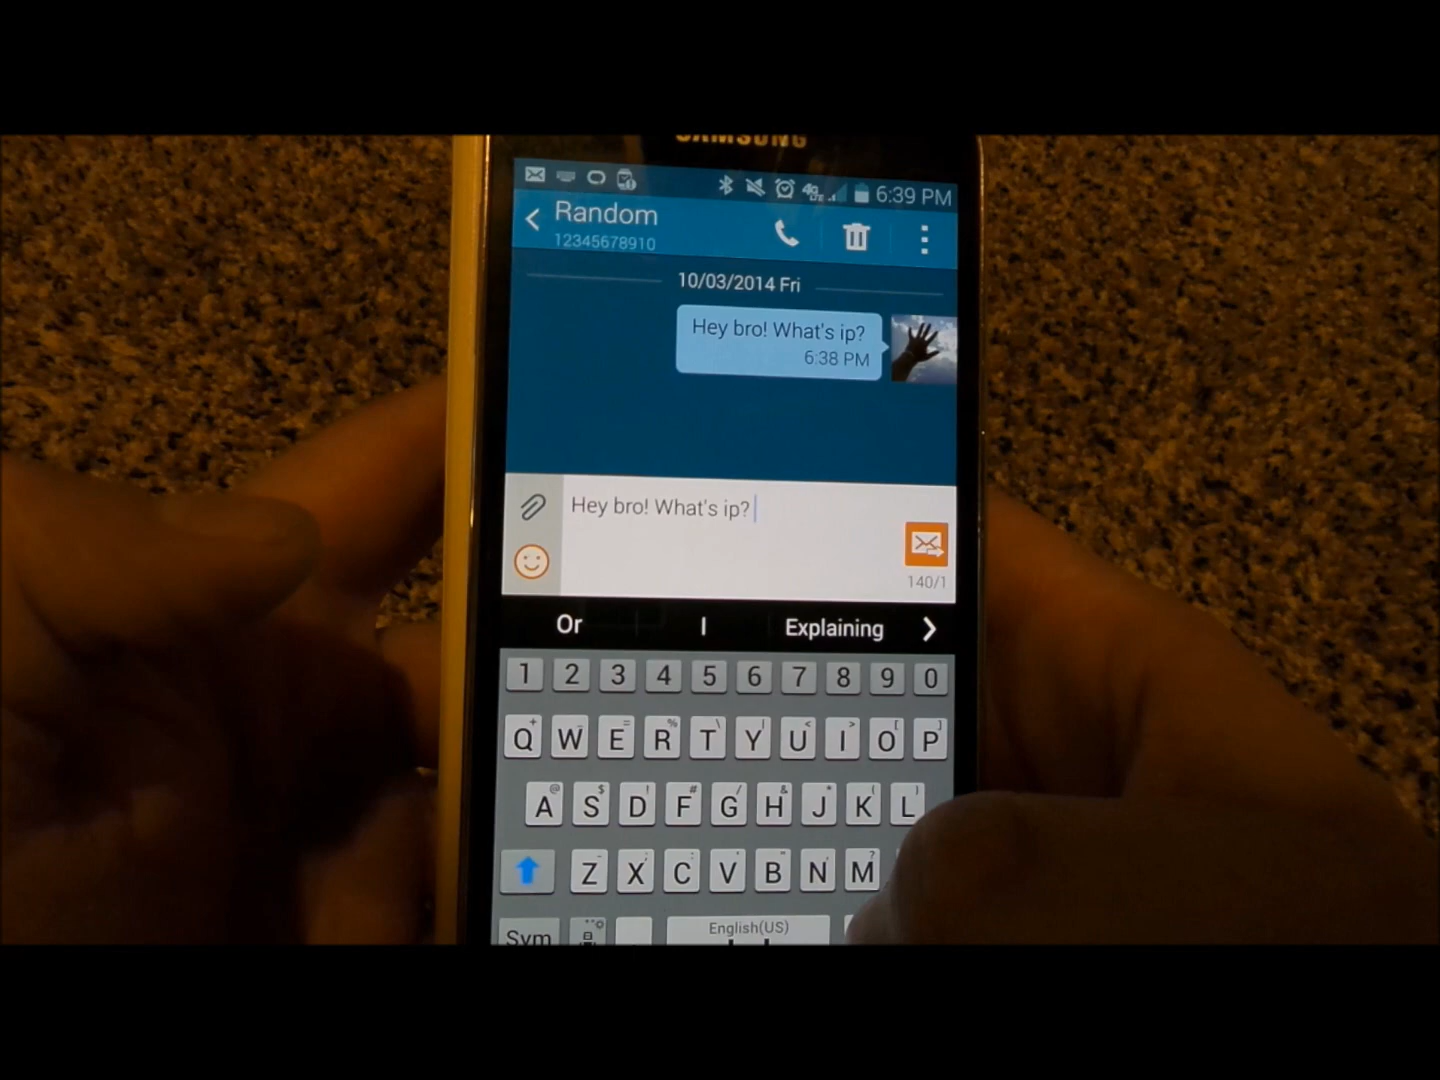 SAMSUNG
6:39 PM
Random
12345678910
10/03/2014 Fri
Hey bro! What's ip?
6:38 PM
Hey bro! What's ip?
140/1
Or I Explaining
1 2 3 4 5 6 7 8 9 0
Q W E R T Y U I O P
A S D F G H J K L
Z X C V B N M
Sym English(US)